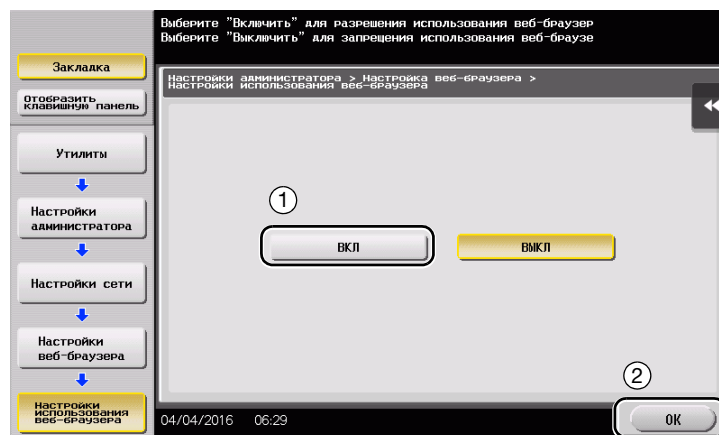 Выберите "Включить" для разрешения использования веб-браузер
Выберите "Выключить" для запрещения использования веб-браузе
Закладка
Отобразить
клавишную панель
Настройки администратора > Настройка веб-браузера >
Настройки использования веб-браузера
Утилиты
Настройки
администратора
Настройки сети
Настройки
веб-браузера
Настройки
использования
веб-браузера
1
ВКЛ
ВЫКЛ
2
04/04/2016 06:29
OK